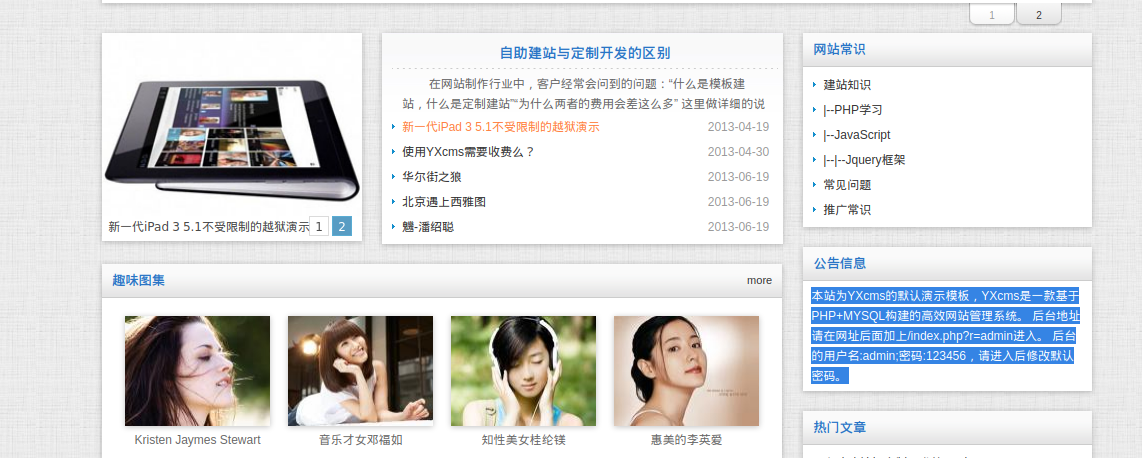 1
2
新一代iPad 3 5.1不受限制的越狱演示
1
2
自助建站与定制开发的区别
在网站制作行业中，客户经常会问到的问题：“什么是模板建
站，什么是定制建站”“为什么两者的费用会差这么多” 这里做详细的说
新一代iPad 3 5.1不受限制的越狱演示 2013-04-19
使用YXcms需要收费么？ 2013-04-30
华尔街之狼 2013-06-19
北京遇上西雅图 2013-06-19
魕-潘绍聪 2013-06-19
网站常识
建站知识
|--PHP学习
|--JavaScript
|--|--Jquery框架
常见问题
推广常识
趣味图集 more
Kristen Jaymes Stewart
音乐才女邓福如
知性美女桂纶镁
惠美的李英爱
公告信息
本站为YXcms的默认演示模板，YXcms是一款基于
PHP+MYSQL构建的高效网站管理系统。 后台地址
请在网址后面加上/index.php?r=admin进入。 后台
的用户名:admin;密码:123456，请进入后修改默认
密码。
热门文章